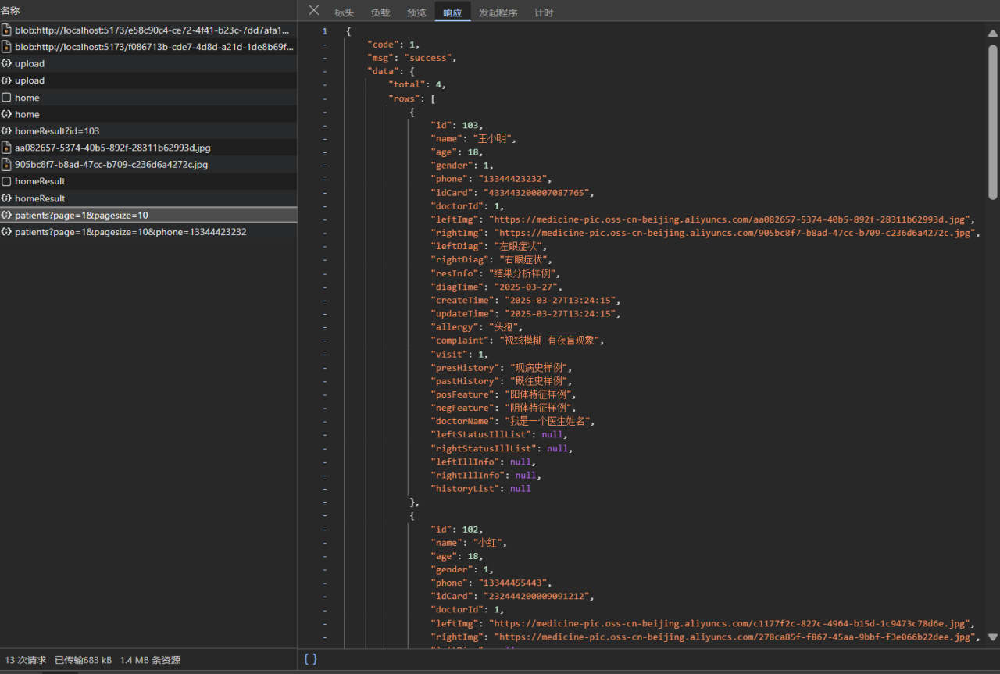 名称
blob:http://localhost:5173/e58c90c4-ce72-4f41-b23c-7dd7afa1...
blob:http://localhost:5173/f086713b-cde7-4d8d-a21d-1de8b69f...
upload
upload
home
home
homeResult?id=103
aa082657-5374-40b5-892f-28311b62993d.jpg
905bc8f7-b8ad-47cc-b709-c236d6a4272c.jpg
homeResult
homeResult
patients?page=1&pagesize=10
patients?page=1&pagesize=10&phone=13344423232
13 次请求 已传输683 kB 1.4 MB 条资源
标头 负载 预览 响应 发起程序 计时
1 {
- "code": 1,
- "msg": "success",
- "data": {
- "total": 4,
- "rows": [
- {
- "id": 103,
- "name": "王小明",
- "age": 18,
- "gender": 1,
- "phone": "13344423232",
- "idCard": "433443200007087765",
- "doctorId": 1,
- "leftImg": "https://medicine-pic.oss-cn-beijing.aliyuncs.com/aa082657-5374-40b5-892f-28311b62993d.jpg",
- "rightImg": "https://medicine-pic.oss-cn-beijing.aliyuncs.com/905bc8f7-b8ad-47cc-b709-c236d6a4272c.jpg",
- "leftDiag": "左眼症状",
- "rightDiag": "右眼症状",
- "resInfo": "结果分析样例",
- "diagTime": "2025-03-27",
- "createTime": "2025-03-27T13:24:15",
- "updateTime": "2025-03-27T13:24:15",
- "allergy": "头孢",
- "complaint": "视线模糊 有夜盲现象",
- "visit": 1,
- "presHistory": "现病史样例",
- "pastHistory": "既往史样例",
- "posFeature": "阳体特征样例",
- "negFeature": "阴体特征样例",
- "doctorName": "我是一个医生姓名",
- "leftStatusIllList": null,
- "rightStatusIllList": null,
- "leftIllInfo": null,
- "rightIllInfo": null,
- "historyList": null
- },
- {
- "id": 102,
- "name": "小红",
- "age": 18,
- "gender": 1,
- "phone": "13344455443",
- "idCard": "232444200009091212",
- "doctorId": 1,
- "leftImg": "https://medicine-pic.oss-cn-beijing.aliyuncs.com/c1177f2c-827c-4964-b15d-1c9473c78d6e.jpg",
- "rightImg": "https://medicine-pic.oss-cn-beijing.aliyuncs.com/278ca85f-f867-45aa-9bbf-f3e066b22dee.jpg",
{ }